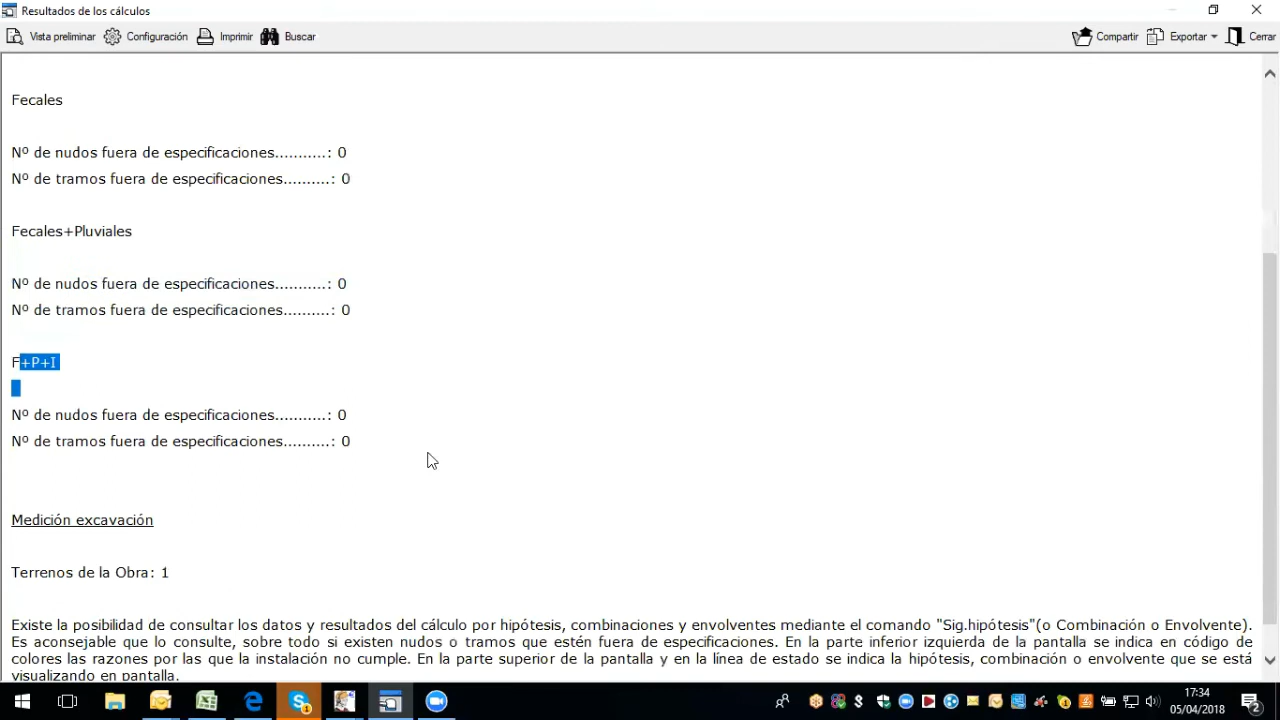 Resultados de los cálculos
Vista preliminar Configuración Imprimir Buscar Compartir Exportar Cerrar
Fecales
Nº de nudos fuera de especificaciones...........: 0
Nº de tramos fuera de especificaciones..........: 0
Fecales+Pluviales
Nº de nudos fuera de especificaciones...........: 0
Nº de tramos fuera de especificaciones..........: 0
F+P+I
Nº de nudos fuera de especificaciones...........: 0
Nº de tramos fuera de especificaciones..........: 0
Medición excavación
Terrenos de la Obra: 1
Existe la posibilidad de consultar los datos y resultados del cálculo por hipótesis, combinaciones y envolventes mediante el comando "Sig.hipótesis"(o Combinación o Envolvente).
Es aconsejable que lo consulte, sobre todo si existen nudos o tramos que estén fuera de especificaciones. En la parte inferior izquierda de la pantalla se indica en código de
colores las razones por las que la instalación no cumple. En la parte superior de la pantalla y en la línea de estado se indica la hipótesis, combinación o envolvente que se está
visualizando en pantalla.
17:34
05/04/2018